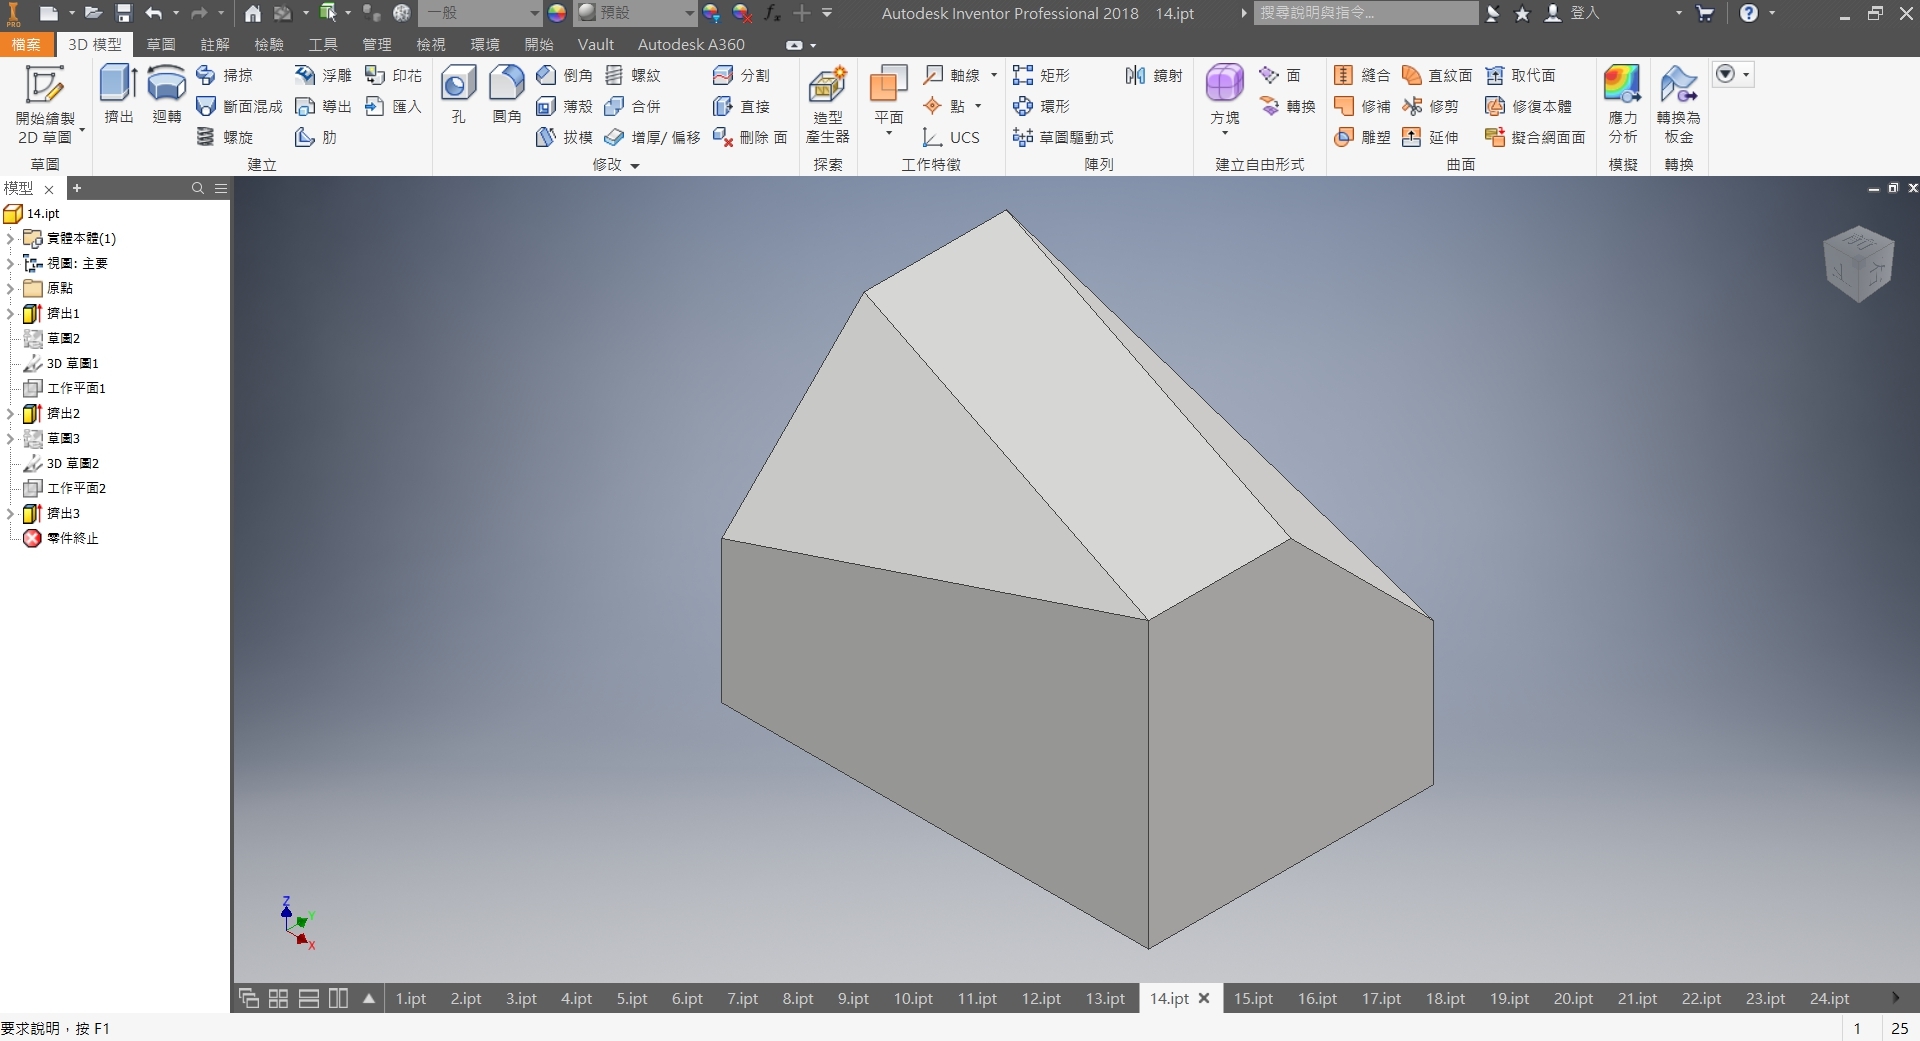 PRO
一般
預設
fx
Autodesk Inventor Professional 2018 14.ipt
搜尋說明與指令...
登入
檔案 3D 模型 草圖 註解 檢驗 工具 管理 檢視 環境 開始 Vault Autodesk A360
開始繪製
2D 草圖
草圖
擠出 迴轉
掃掠 浮雕 印花
斷面混成 導出 匯入
螺旋 肋
建立
孔 圓角
倒角 螺紋 分割
薄殼 合併 直接
拔模 增厚/ 偏移 刪除 面
修改
造型
產生器
探索
平面
軸線
點
UCS
工作特徵
矩形 鏡射
環形
草圖驅動式
陣列
方塊
面
轉換
建立自由形式
縫合 直紋面 取代面
修補 修剪 修復本體
雕塑 延伸 擬合網面面
曲面
應力
分析
模擬
轉換為
板金
轉換
模型
14.ipt
實體本體(1)
視圖: 主要
原點
擠出1
草圖2
3D 草圖1
工作平面1
擠出2
草圖3
3D 草圖2
工作平面2
擠出3
零件終止
Z
Y
X
1.ipt 2.ipt 3.ipt 4.ipt 5.ipt 6.ipt 7.ipt 8.ipt 9.ipt 10.ipt 11.ipt 12.ipt 13.ipt 14.ipt 15.ipt 16.ipt 17.ipt 18.ipt 19.ipt 20.ipt 21.ipt 22.ipt 23.ipt 24.ipt
要求說明，按 F1
1 25